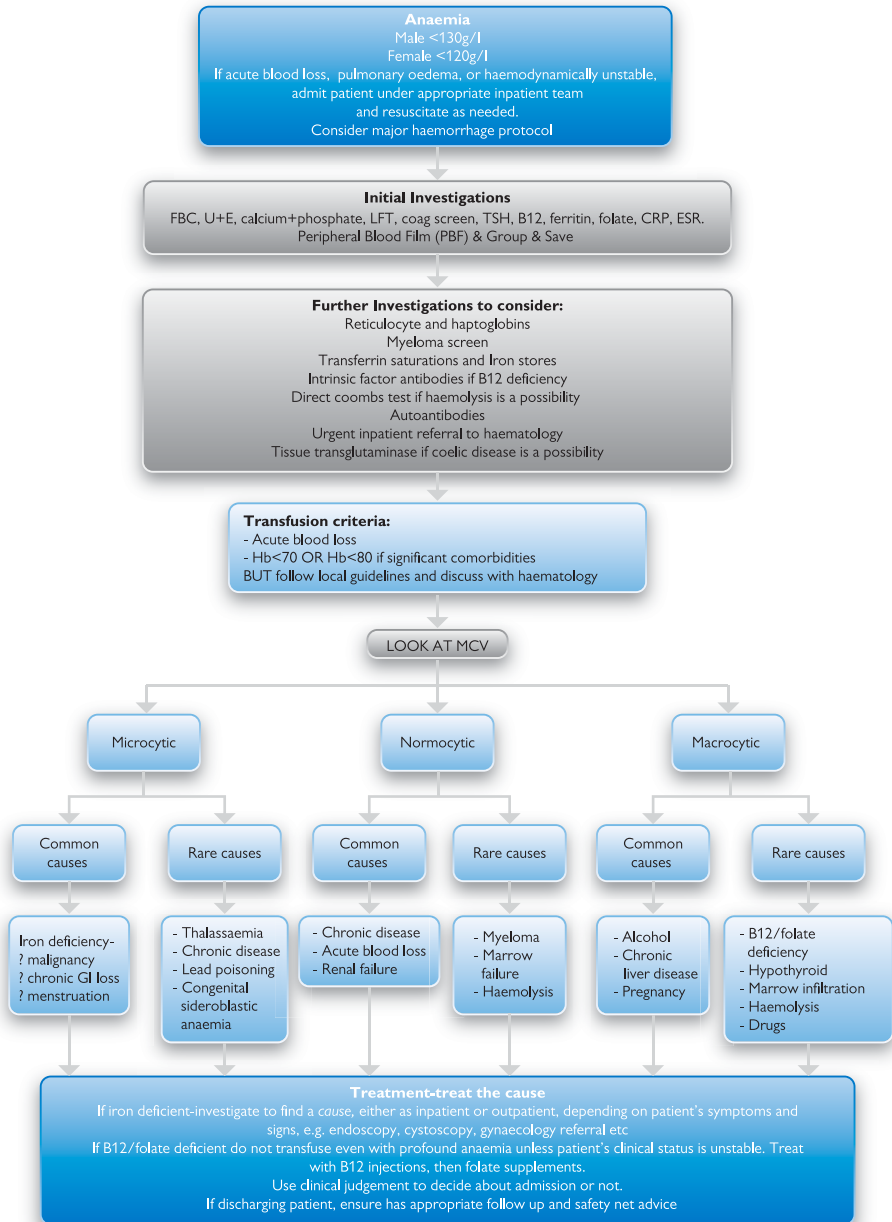 Anaemia
Male <130g/l
Female <120g/l
If acute blood loss, pulmonary oedema, or haemodynamically unstable,
admit patient under appropriate inpatient team
and resuscitate as needed.
Consider major haemorrhage protocol
Initial Investigations
FBC, U+E, calcium+phosphate, LFT, coag screen, TSH, B12, ferritin, folate, CRP, ESR.
Peripheral Blood Film (PBF) & Group & Save
Further Investigations to consider:
Reticulocyte and haptoglobins
Myeloma screen
Transferrin saturations and Iron stores
Intrinsic factor antibodies if B12 deficiency
Direct coombs test if haemolysis is a possibility
Autoantibodies
Urgent inpatient referral to haematology
Tissue transglutaminase if coelic disease is a possibility
Transfusion criteria:
- Acute blood loss
- Hb<70 OR Hb<80 if significant comorbidities
BUT follow local guidelines and discuss with haematology
LOOK AT MCV
Microcytic
Normocytic
Macrocytic
Common
causes
Rare causes
Common
causes
Rare causes
Common
causes
Rare causes
Iron deficiency-
? malignancy
? chronic GI loss
? menstruation
- Thalassaemia
- Chronic disease
- Lead poisoning
- Congenital
sideroblastic
anaemia
- Chronic disease
- Acute blood loss
- Renal failure
- Myeloma
- Marrow
failure
- Haemolysis
- Alcohol
- Chronic
liver disease
- Pregnancy
- B12/folate
deficiency
- Hypothyroid
- Marrow infiltration
- Haemolysis
- Drugs
Treatment-treat the cause
If iron deficient-investigate to find a cause, either as inpatient or outpatient, depending on patient's symptoms and
signs, e.g. endoscopy, cystoscopy, gynaecology referral etc
If B12/folate deficient do not transfuse even with profound anaemia unless patient's clinical status is unstable. Treat
with B12 injections, then folate supplements.
Use clinical judgement to decide about admission or not.
If discharging patient, ensure has appropriate follow up and safety net advice